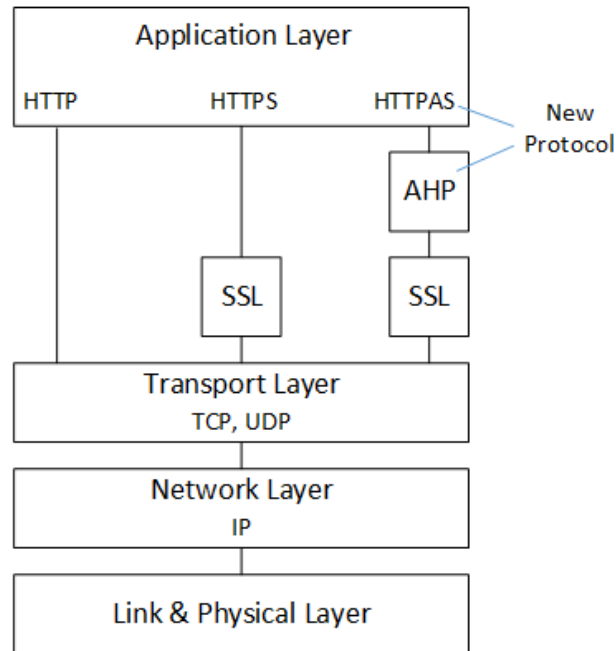 Application Layer
HTTP HTTPS HTTPAS
New
Protocol
AHP
SSL SSL
Transport Layer
TCP, UDP
Network Layer
IP
Link & Physical Layer